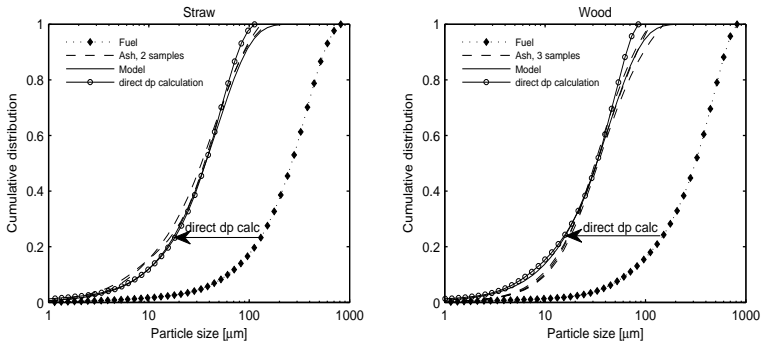 Straw
1
0.8
0.6
0.4
0.2
0
Cumulative distribution
Fuel
Ash, 2 samples
Model
direct dp calculation
direct dp calc
1
10
100
1000
Particle size [μm]
Wood
1
0.8
0.6
0.4
0.2
0
Cumulative distribution
Fuel
Ash, 3 samples
Model
direct dp calculation
direct dp calc
1
10
100
1000
Particle size [μm]